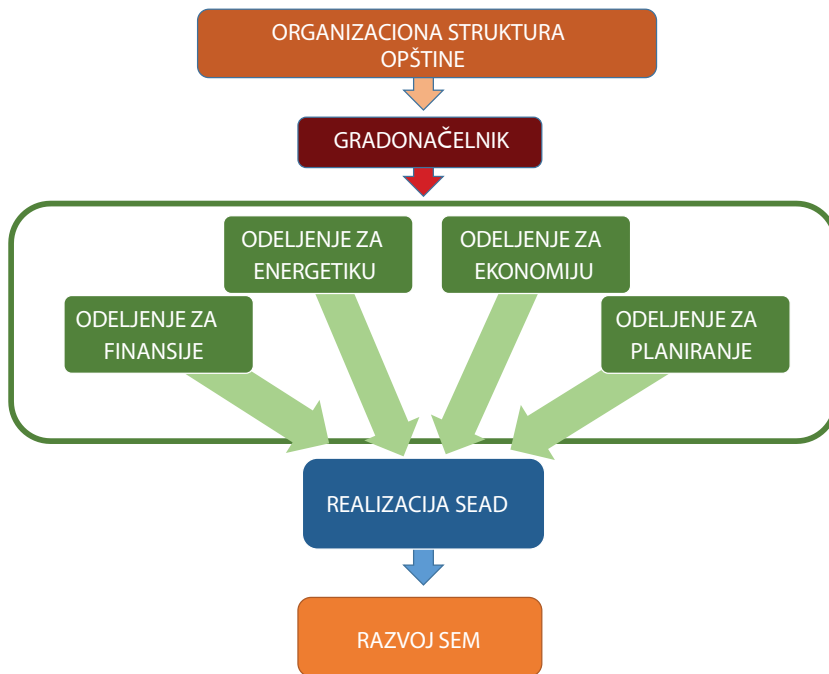 ORGANIZACIONA STRUKTURA
OPŠTINE
GRADONAČELNIK
ODELJENJE ZA
ENERGETIKU
ODELJENJE ZA
EKONOMIJU
ODELJENJE ZA
FINANSIJE
ODELJENJE ZA
PLANIRANJE
REALIZACIJA SEAD
RAZVOJ SEM